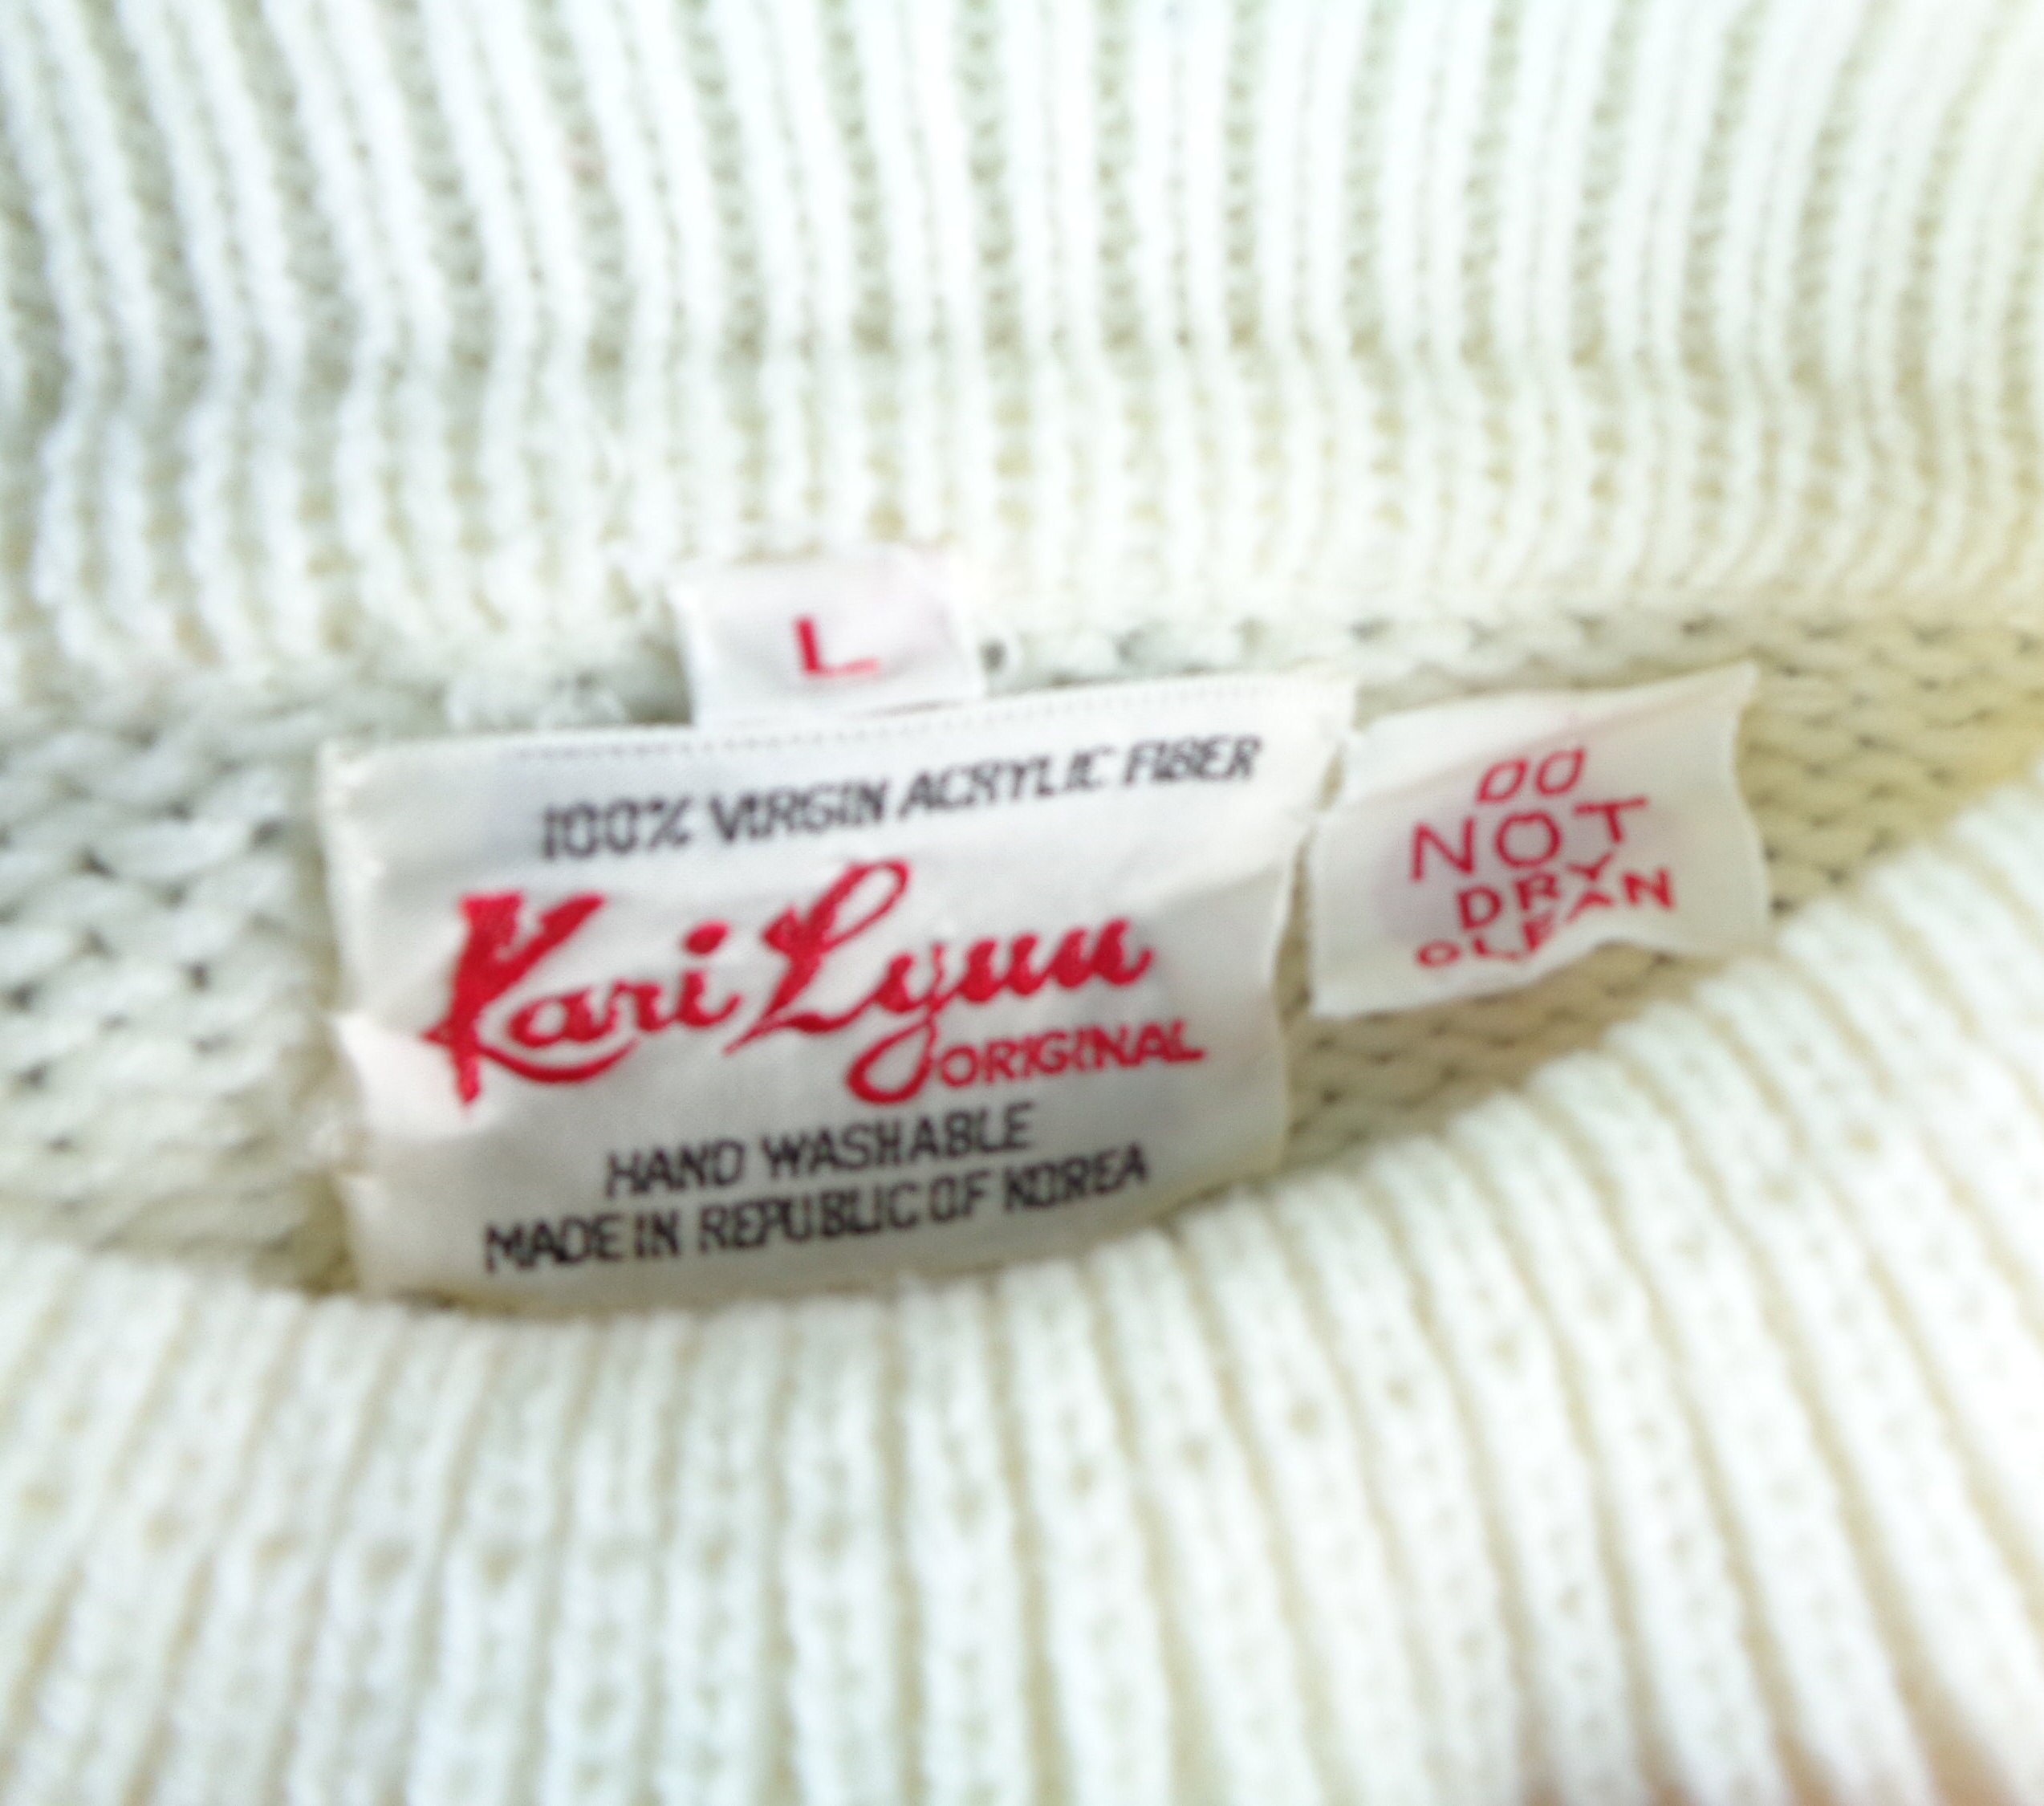 L
100% VIRGIN ACRYLIC FIBER
Kari Lynn
ORIGINAL
HAND WASHABLE
MADE IN REPUBLIC OF KOREA
DO
NOT
DRY
CLEAN